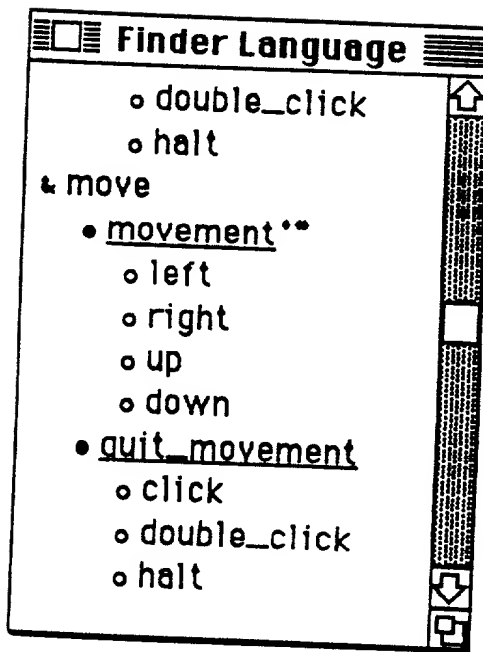 Finder Language
double_click
halt
move
movement
left
right
up
down
quit_movement
click
double_click
halt